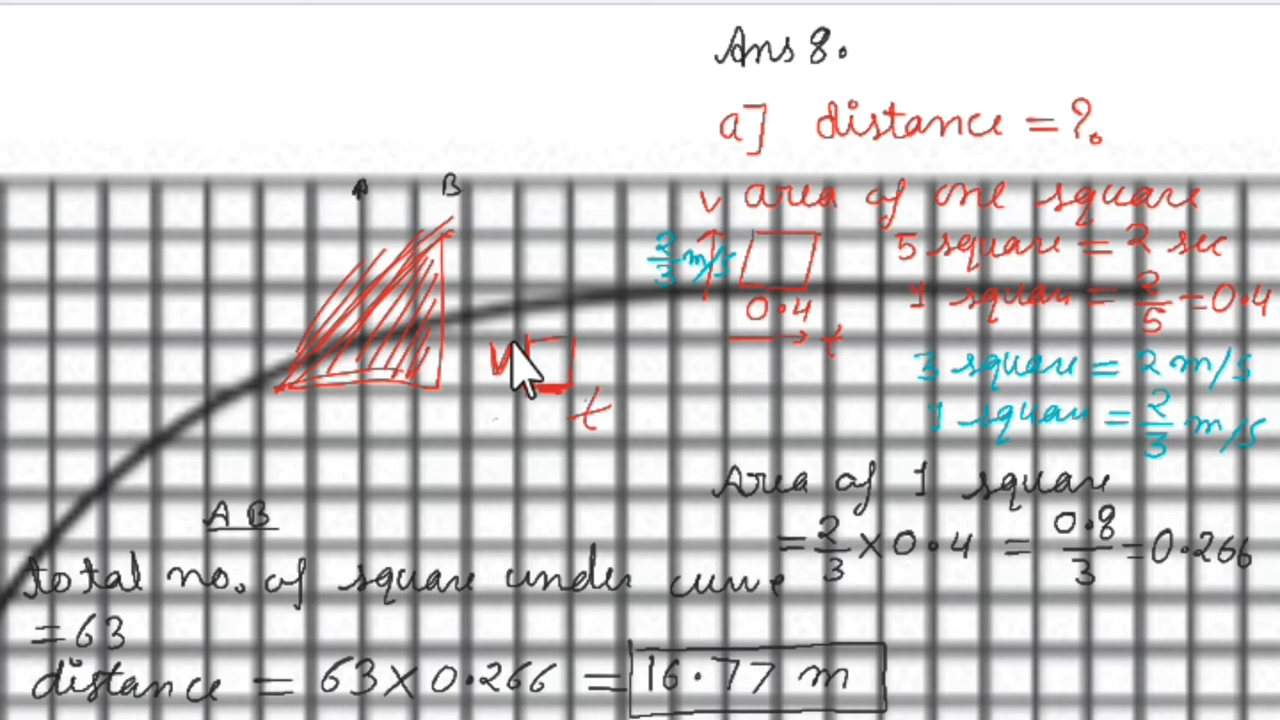 Ans 8.
a] distance = ?.
A B
v area of one square
5 square = 2 sec
2/3 m/s
1 square = 2/5 = 0.4
0.4
t
v
t
3 square = 2 m/s
1 square = 2/3 m/s
Area of 1 square
= 2/3 × 0.4 = 0.8/3 = 0.266
A B
total no. of square under curve
= 63
distance = 63 × 0.266 = 16.77 m